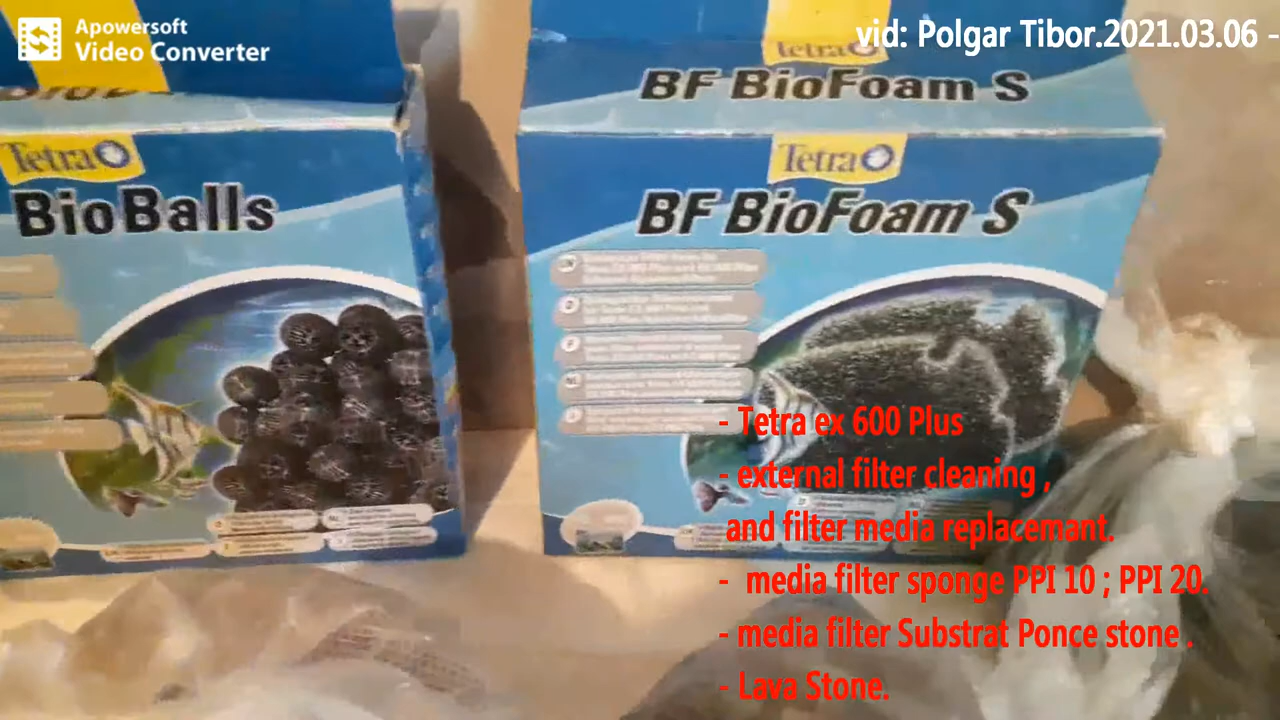 Apowersoft
Video Converter
vid: Polgar Tibor.2021.03.06 -
Tetra
BF BioFoam S
Tetra
BioBalls
Tetra
BF BioFoam S
- Tetra ex 600 Plus
- external filter cleaning ,
and filter media replacemant.
- media filter sponge PPI 10 ; PPI 20.
- media filter Substrat Ponce stone .
- Lava Stone.